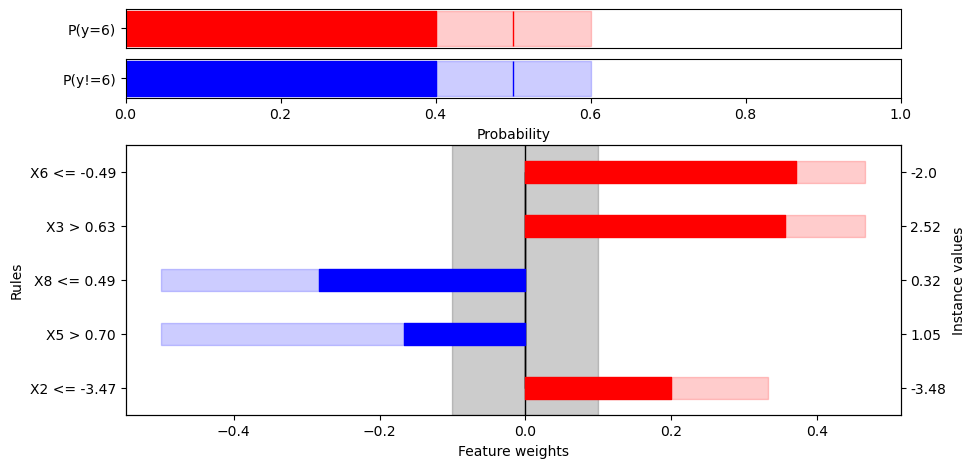 P(y=6)
P(y!=6)
0.0 0.2 0.4 0.6 0.8 1.0
Probability
X6 <= -0.49 -2.0
X3 > 0.63 2.52
X8 <= 0.49 0.32
X5 > 0.70 1.05
X2 <= -3.47 -3.48
Rules
Instance values
−0.4 −0.2 0.0 0.2 0.4
Feature weights